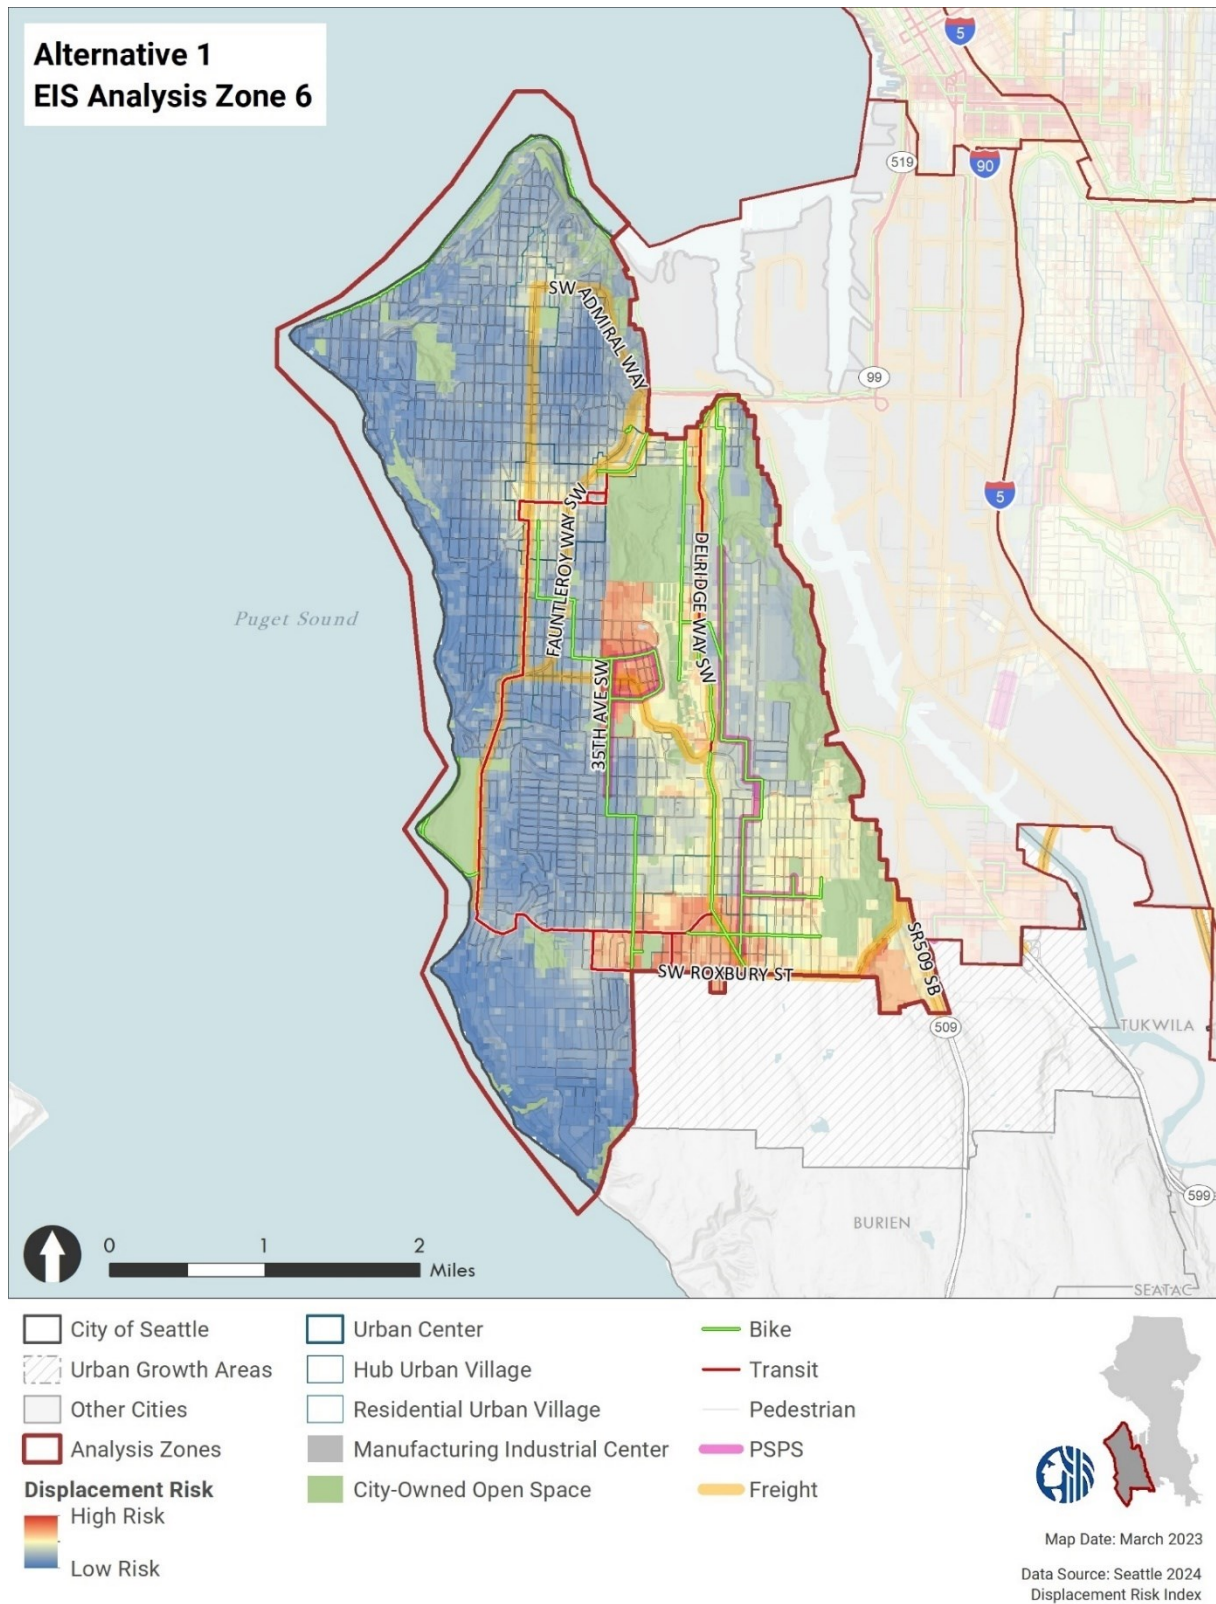 Alternative 1
EIS Analysis Zone 6
5
519
90
SW ADMIRAL WAY
99
5
FAUNTLEROY WAY SW
DELRIDGE WAY SW
Puget Sound
35TH AVE SW
SW ROXBURY ST
SR509 SB
509
TUKWILA
599
BURIEN
SEATAC
0 1 2
Miles
City of Seattle
Urban Growth Areas
Other Cities
Analysis Zones
Displacement Risk
High Risk
Low Risk
Urban Center
Hub Urban Village
Residential Urban Village
Manufacturing Industrial Center
City-Owned Open Space
Bike
Transit
Pedestrian
PSPS
Freight
Map Date: March 2023
Data Source: Seattle 2024
Displacement Risk Index